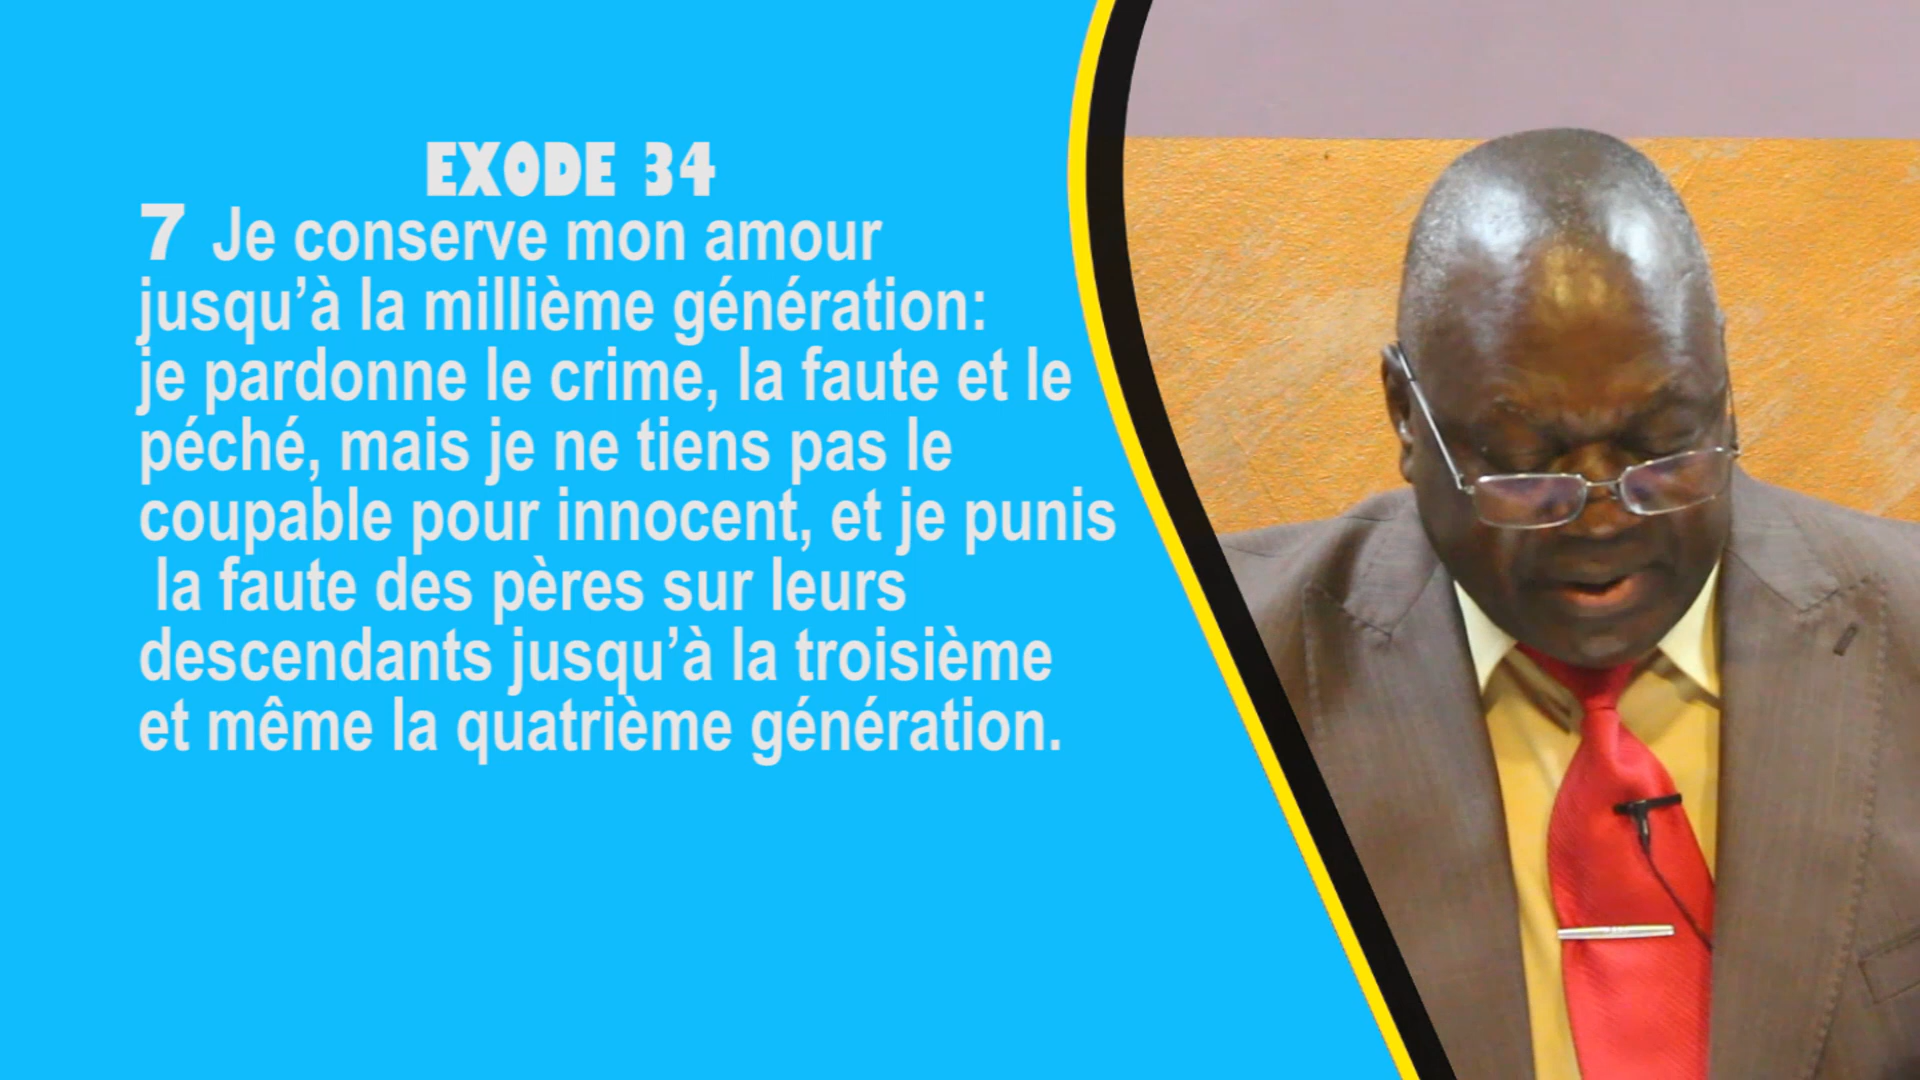 EXODE 34
7 Je conserve mon amour
jusqu’à la millième génération:
je pardonne le crime, la faute et le
péché, mais je ne tiens pas le
coupable pour innocent, et je punis
la faute des pères sur leurs
descendants jusqu’à la troisième
et même la quatrième génération.